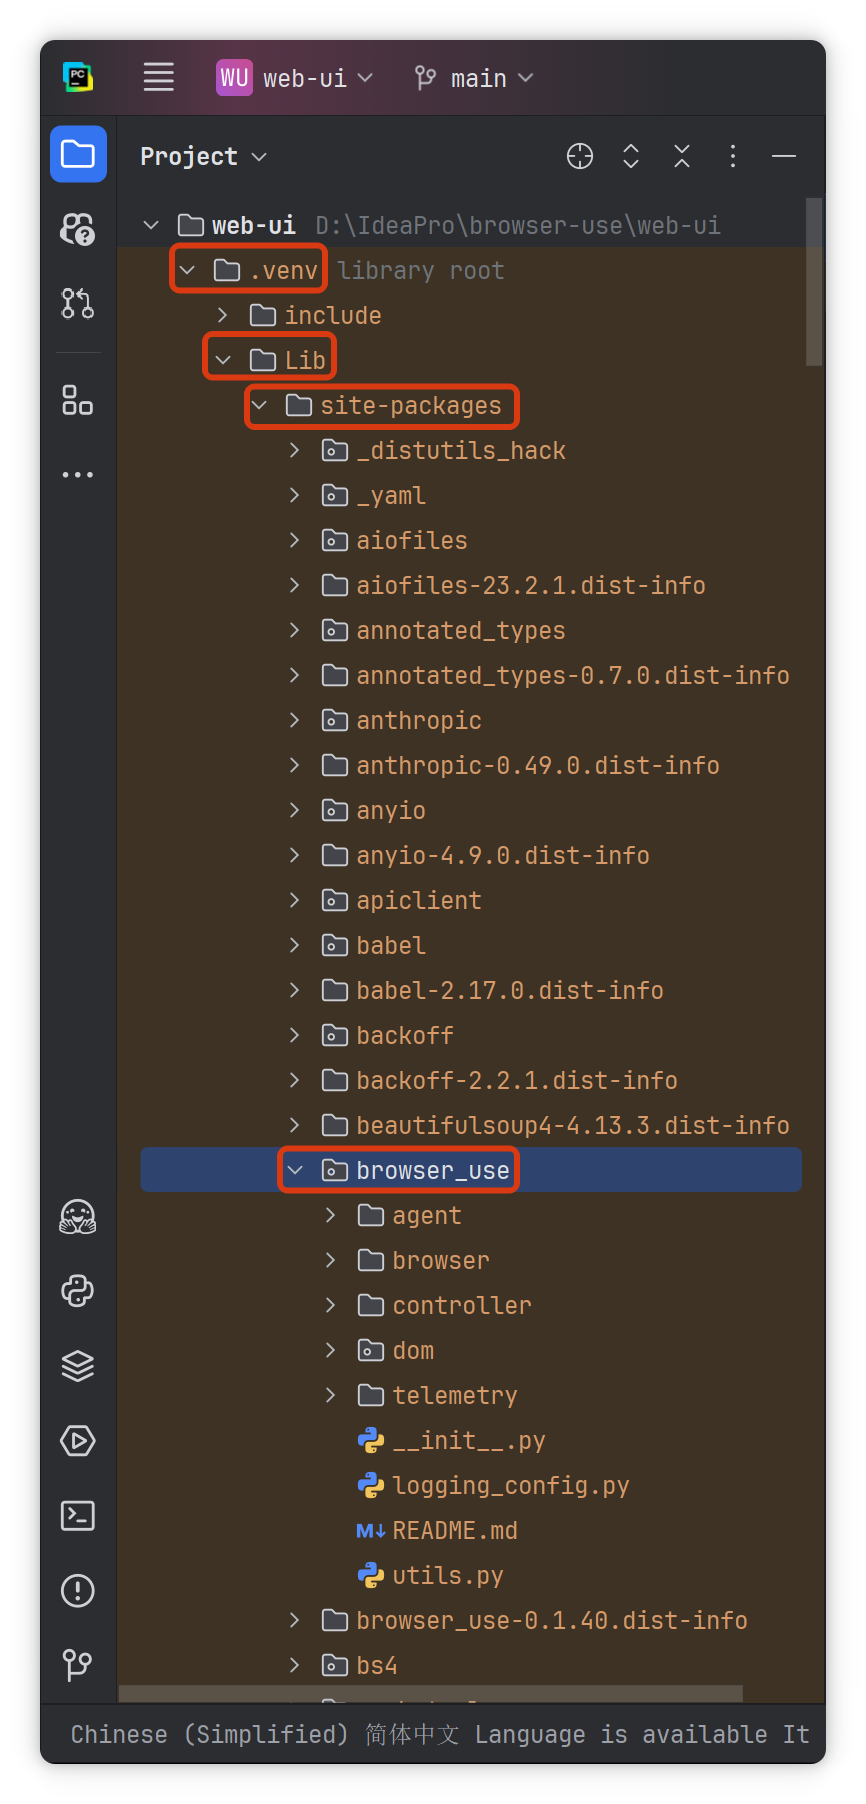 PC
WU web-ui main
Project
web-ui D:\IdeaPro\browser-use\web-ui
.venv library root
include
Lib
site-packages
_distutils_hack
_yaml
aiofiles
aiofiles-23.2.1.dist-info
annotated_types
annotated_types-0.7.0.dist-info
anthropic
anthropic-0.49.0.dist-info
anyio
anyio-4.9.0.dist-info
apiclient
babel
babel-2.17.0.dist-info
backoff
backoff-2.2.1.dist-info
beautifulsoup4-4.13.3.dist-info
browser_use
agent
browser
controller
dom
telemetry
__init__.py
logging_config.py
M↓ README.md
utils.py
browser_use-0.1.40.dist-info
bs4
Chinese (Simplified) 简体中文 Language is available It